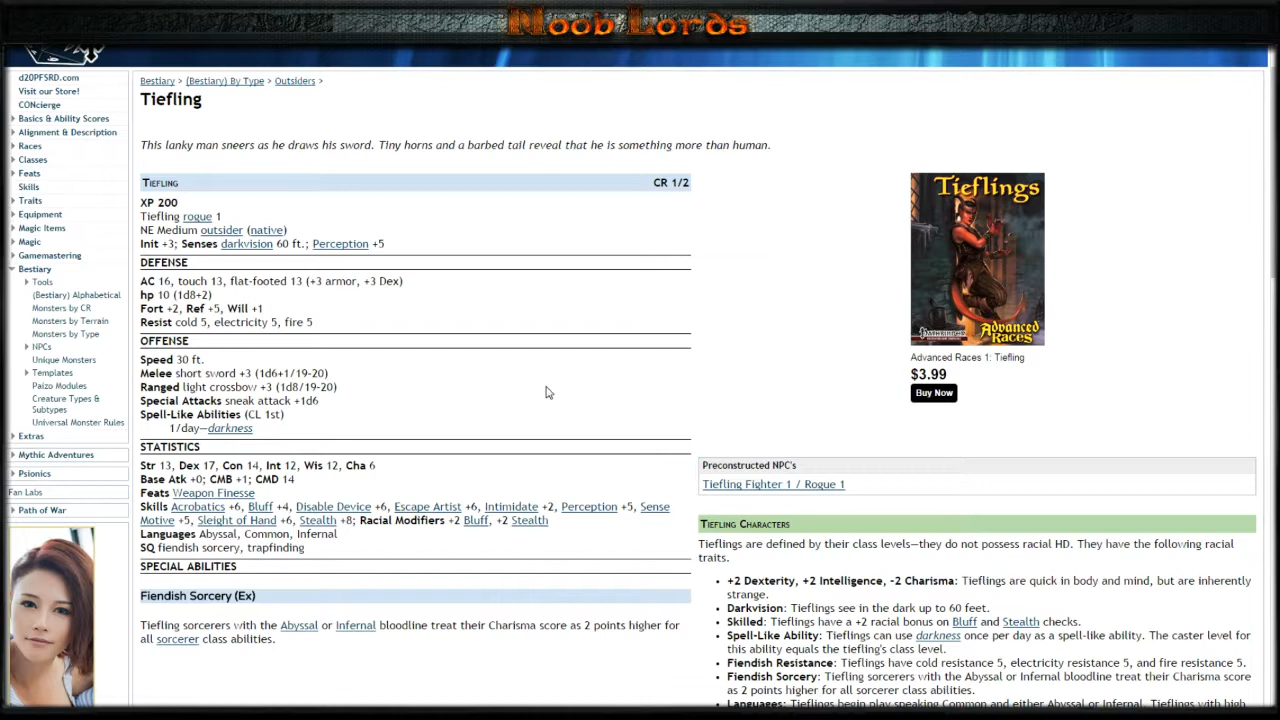 Noob Lords
d20PFSRD.com
Visit our Store!
CONcierge
Basics & Ability Scores
Alignment & Description
Races
Classes
Feats
Skills
Traits
Equipment
Magic Items
Magic
Gamemastering
Bestiary
Tools
(Bestiary) Alphabetical
Monsters by CR
Monsters by Terrain
Monsters by Type
NPCs
Unique Monsters
Templates
Paizo Modules
Creature Types &
Subtypes
Universal Monster Rules
Extras
Mythic Adventures
Psionics
Fan Labs
Path of War
Bestiary > (Bestiary) By Type > Outsiders >
Tiefling
This lanky man sneers as he draws his sword. Tiny horns and a barbed tail reveal that he is something more than human.
Tiefling CR 1/2
XP 200
Tiefling rogue 1
NE Medium outsider (native)
Init +3; Senses darkvision 60 ft.; Perception +5
DEFENSE
AC 16, touch 13, flat-footed 13 (+3 armor, +3 Dex)
hp 10 (1d8+2)
Fort +2, Ref +5, Will +1
Resist cold 5, electricity 5, fire 5
OFFENSE
Speed 30 ft.
Melee short sword +3 (1d6+1/19-20)
Ranged light crossbow +3 (1d8/19-20)
Special Attacks sneak attack +1d6
Spell-Like Abilities (CL 1st)
1/day—darkness
STATISTICS
Str 13, Dex 17, Con 14, Int 12, Wis 12, Cha 6
Base Atk +0; CMB +1; CMD 14
Feats Weapon Finesse
Skills Acrobatics +6, Bluff +4, Disable Device +6, Escape Artist +6, Intimidate +2, Perception +5, Sense
Motive +5, Sleight of Hand +6, Stealth +8; Racial Modifiers +2 Bluff, +2 Stealth
Languages Abyssal, Common, Infernal
SQ fiendish sorcery, trapfinding
SPECIAL ABILITIES
Fiendish Sorcery (Ex)
Tiefling sorcerers with the Abyssal or Infernal bloodline treat their Charisma score as 2 points higher for
all sorcerer class abilities.
Tieflings
Advanced
Races
Advanced Races 1: Tiefling
$3.99
Buy Now
Preconstructed NPC's
Tiefling Fighter 1 / Rogue 1
Tiefling Characters
Tieflings are defined by their class levels—they do not possess racial HD. They have the following racial
traits.
+2 Dexterity, +2 Intelligence, -2 Charisma: Tieflings are quick in body and mind, but are inherently
strange.
Darkvision: Tieflings see in the dark up to 60 feet.
Skilled: Tieflings have a +2 racial bonus on Bluff and Stealth checks.
Spell-Like Ability: Tieflings can use darkness once per day as a spell-like ability. The caster level for
this ability equals the tiefling's class level.
Fiendish Resistance: Tieflings have cold resistance 5, electricity resistance 5, and fire resistance 5.
Fiendish Sorcery: Tiefling sorcerers with the Abyssal or Infernal bloodline treat their Charisma score
as 2 points higher for all sorcerer class abilities.
Languages: Tieflings begin play speaking Common and either Abyssal or Infernal. Tieflings with high